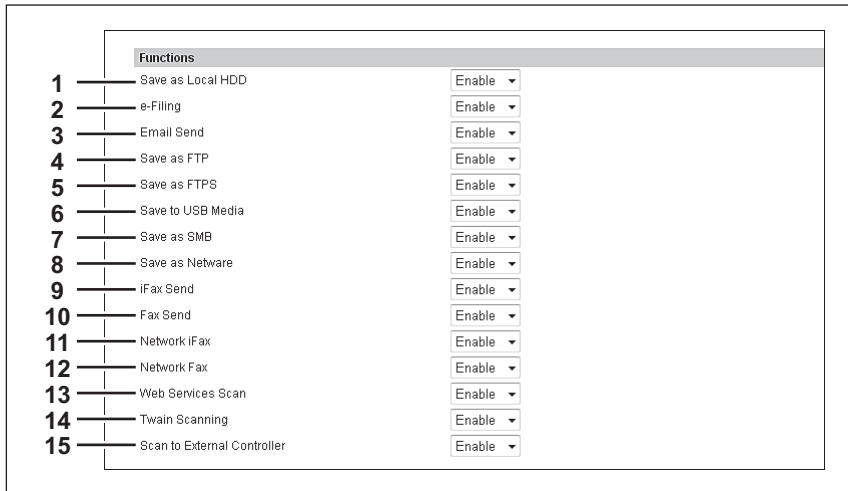 Functions
1 Save as Local HDD Enable
2 e-Filing Enable
3 Email Send Enable
4 Save as FTP Enable
5 Save as FTPS Enable
6 Save to USB Media Enable
7 Save as SMB Enable
8 Save as Netware Enable
9 iFax Send Enable
10 Fax Send Enable
11 Network iFax Enable
12 Network Fax Enable
13 Web Services Scan Enable
14 Twain Scanning Enable
15 Scan to External Controller Enable